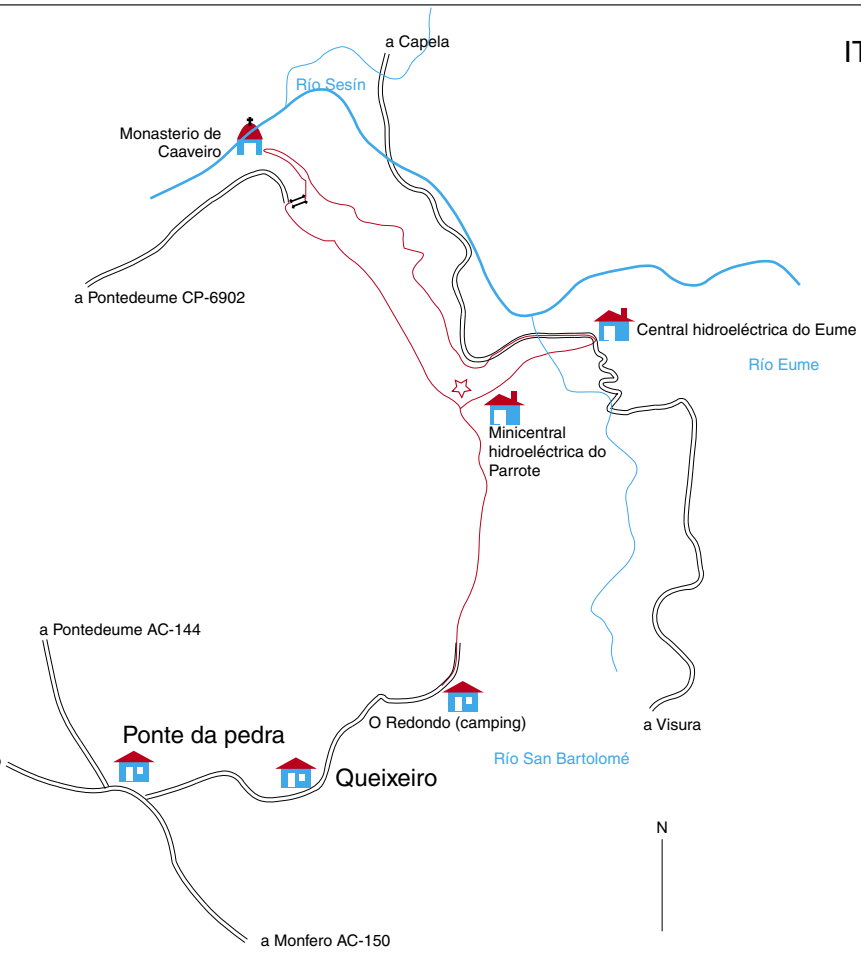 a Capela
IT
Río Sesín
Monasterio de
Caaveiro
a Pontedeume CP-6902
Central hidroeléctrica do Eume
Río Eume
Minicentral
hidroeléctrica do
Parrote
a Pontedeume AC-144
O Redondo (camping)
a Visura
Ponte da pedra
Río San Bartolomé
Queixeiro
N
a Monfero AC-150